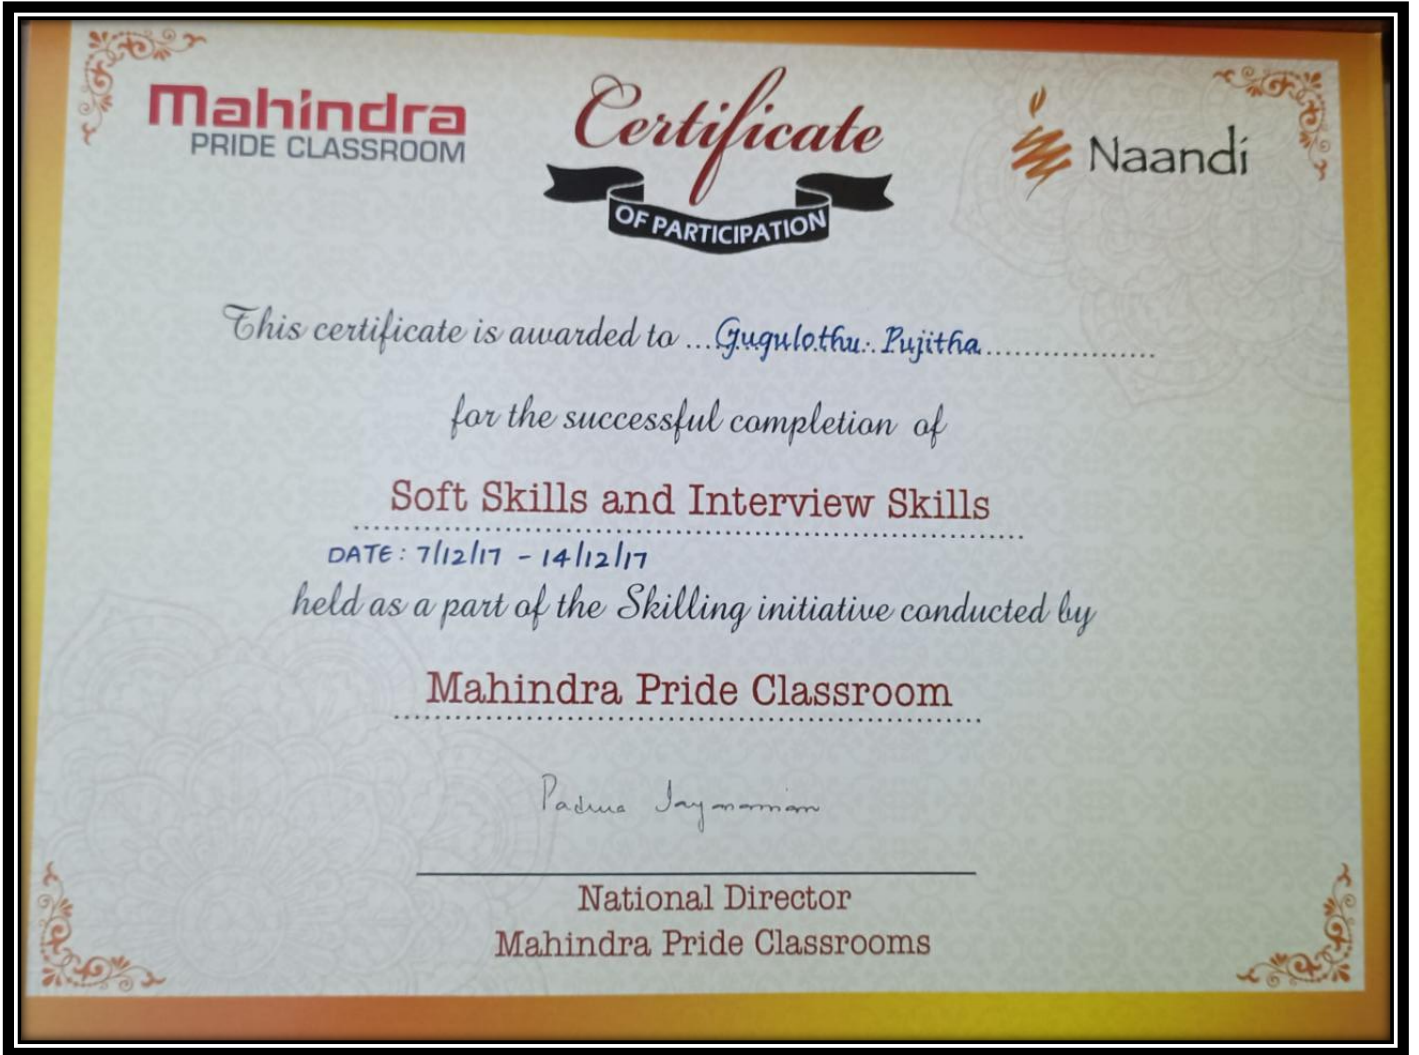 Mahindra
PRIDE CLASSROOM
Certificate
OF PARTICIPATION
Naandi
This certificate is awarded to ...Gugulothu. Pujitha..................
for the successful completion of
Soft Skills and Interview Skills
DATE: 7/12/17 - 14/12/17
held as a part of the Skilling initiative conducted by
Mahindra Pride Classroom
Padma
National Director
Mahindra Pride Classrooms